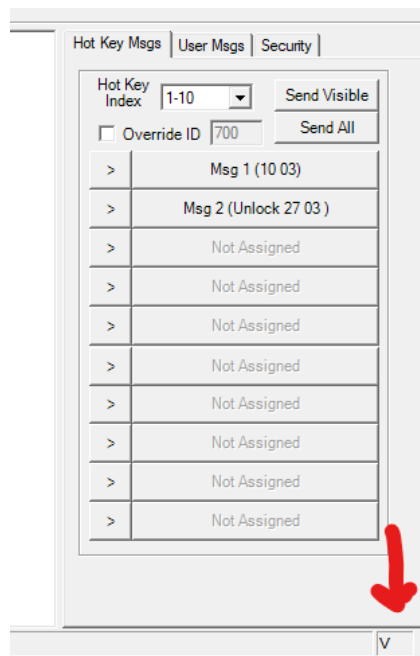 Hot Key Msgs User Msgs Security
Hot Key
Index 1-10 Send Visible
Override ID 700 Send All
> Msg 1 (10 03)
> Msg 2 (Unlock 27 03 )
> Not Assigned
> Not Assigned
> Not Assigned
> Not Assigned
> Not Assigned
> Not Assigned
> Not Assigned
> Not Assigned
V